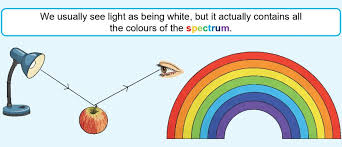 We usually see light as being white, but it actually contains all
the colours of the spectrum.